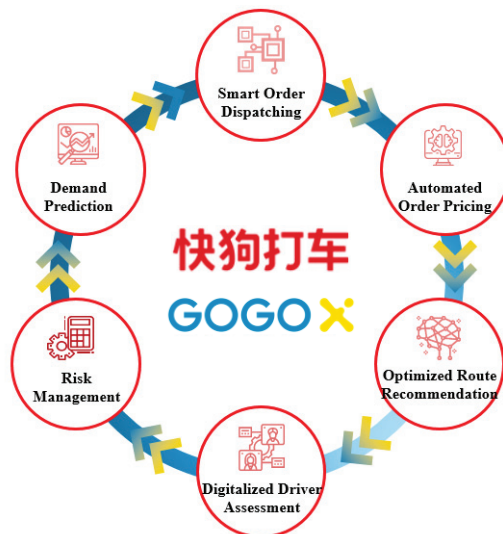 Smart Order
Dispatching
Automated
Order Pricing
Optimized Route
Recommendation
Digitalized Driver
Assessment
Risk
Management
Demand
Prediction
快狗打车
GOGOX